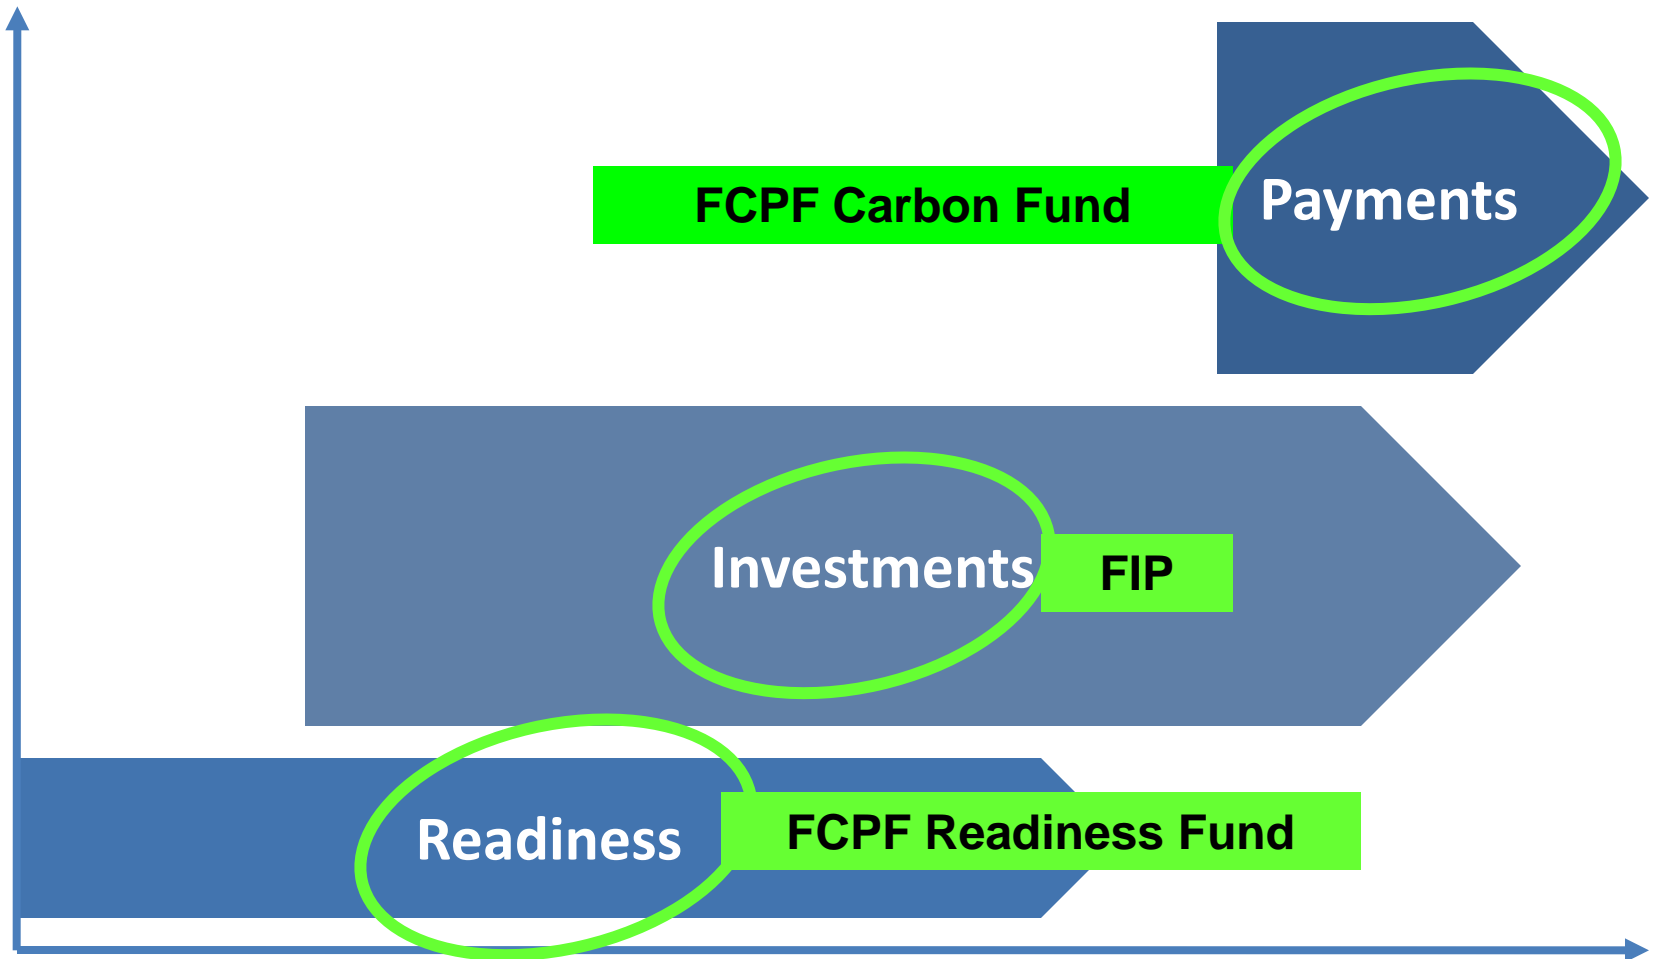 FCPF Carbon Fund
Payments
Investments
FIP
Readiness
FCPF Readiness Fund